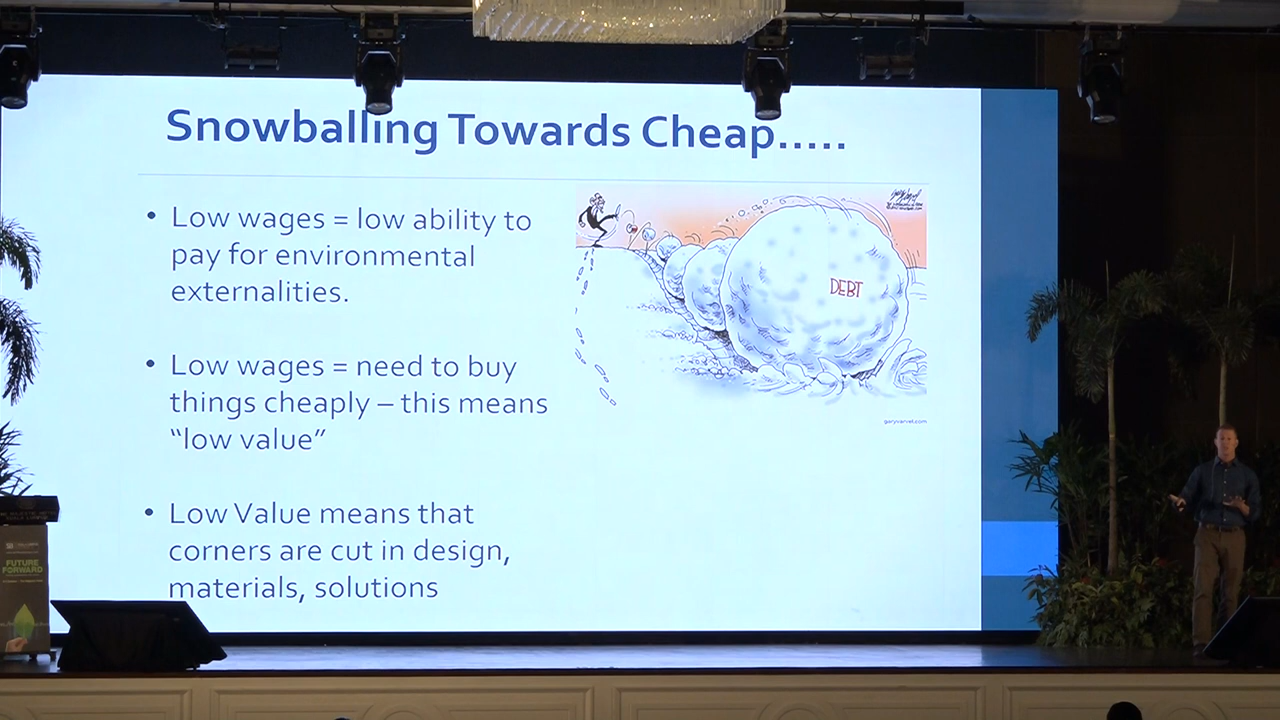 Snowballing Towards Cheap.....
• Low wages = low ability to
pay for environmental
externalities.
• Low wages = need to buy
things cheaply – this means
“low value”
• Low Value means that
corners are cut in design,
materials, solutions
DEBT
garyvarvel.com
FUTURE
FORWARD